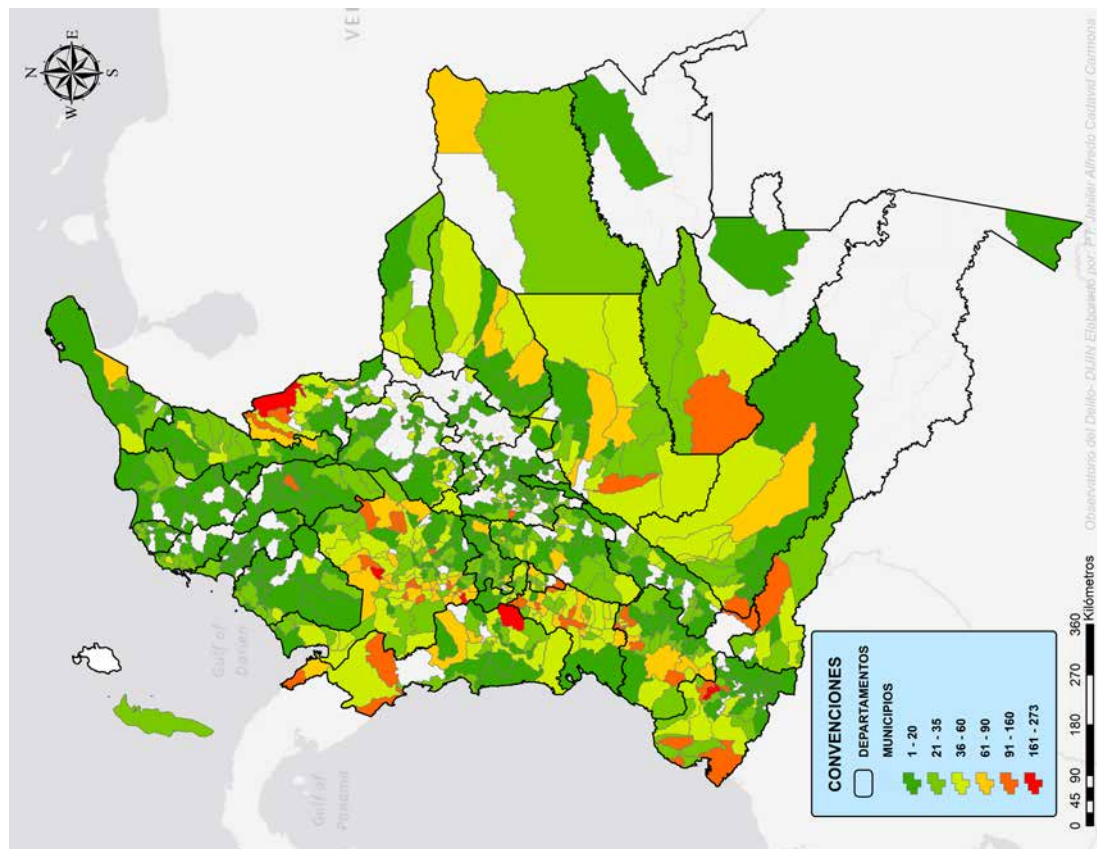 N
W
E
S
VE
Gulf of
Darien
Gulf of
Panama
CONVENCIONES
DEPARTAMENTOS
MUNICIPIOS
1 - 20
21 - 35
36 - 60
61 - 90
91 - 160
161 - 273
0 45 90 180 270 360
Kilómetros
Observatorio del Delito-DIJIN Elaborado por: PT. Jahiler Alfredo Cadavid Carmona